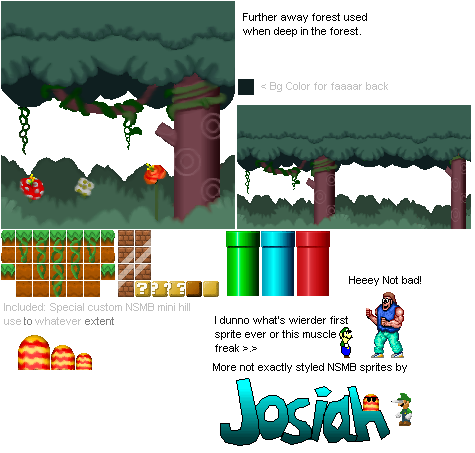 Further away forest used
when deep in the forest.
< Bg Color for faaaar back
Heeey Not bad!
Included: Special custom NSMB mini hill
use to whatever extent
I dunno what's wierder first
sprite ever or this muscle
freak >.>
More not exactly styled NSMB sprites by
Josiah